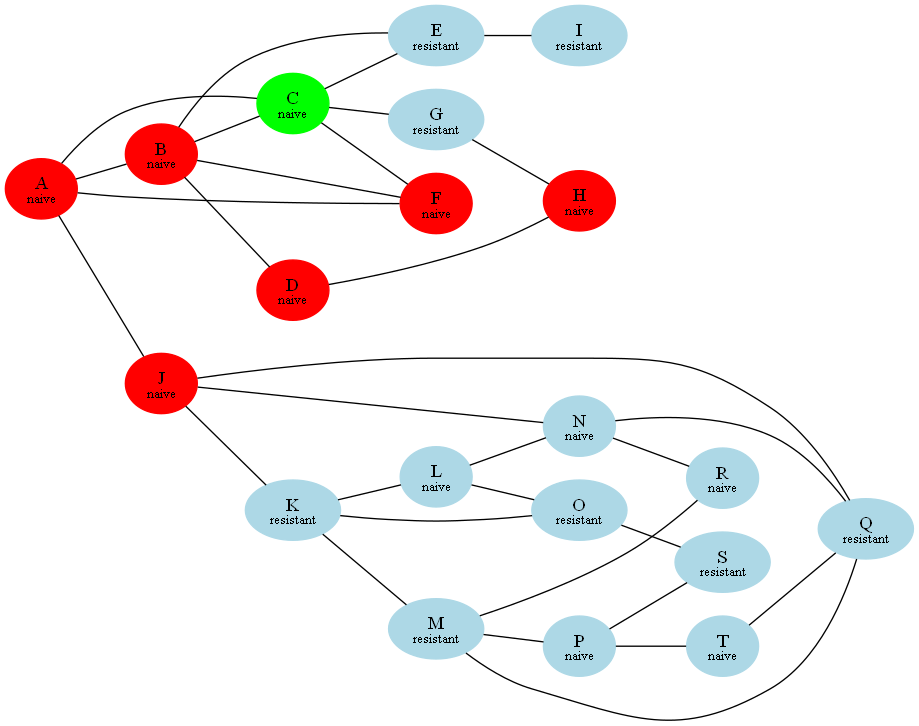 E
resistant
I
resistant
C
naive
G
resistant
B
naive
A
naive
F
naive
H
naive
D
naive
J
naive
N
naive
L
naive
R
naive
K
resistant
O
resistant
Q
resistant
S
resistant
M
resistant
P
naive
T
naive